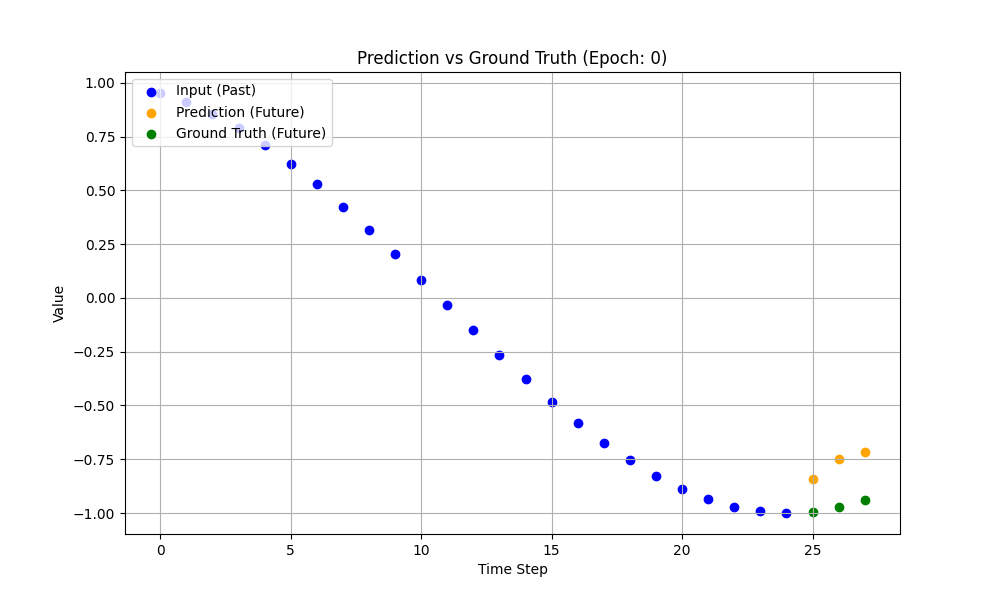 Prediction vs Ground Truth (Epoch: 0)
Input (Past)
Prediction (Future)
Ground Truth (Future)
1.00
0.75
0.50
0.25
0.00
−0.25
−0.50
−0.75
−1.00
Value
0 5 10 15 20 25
Time Step